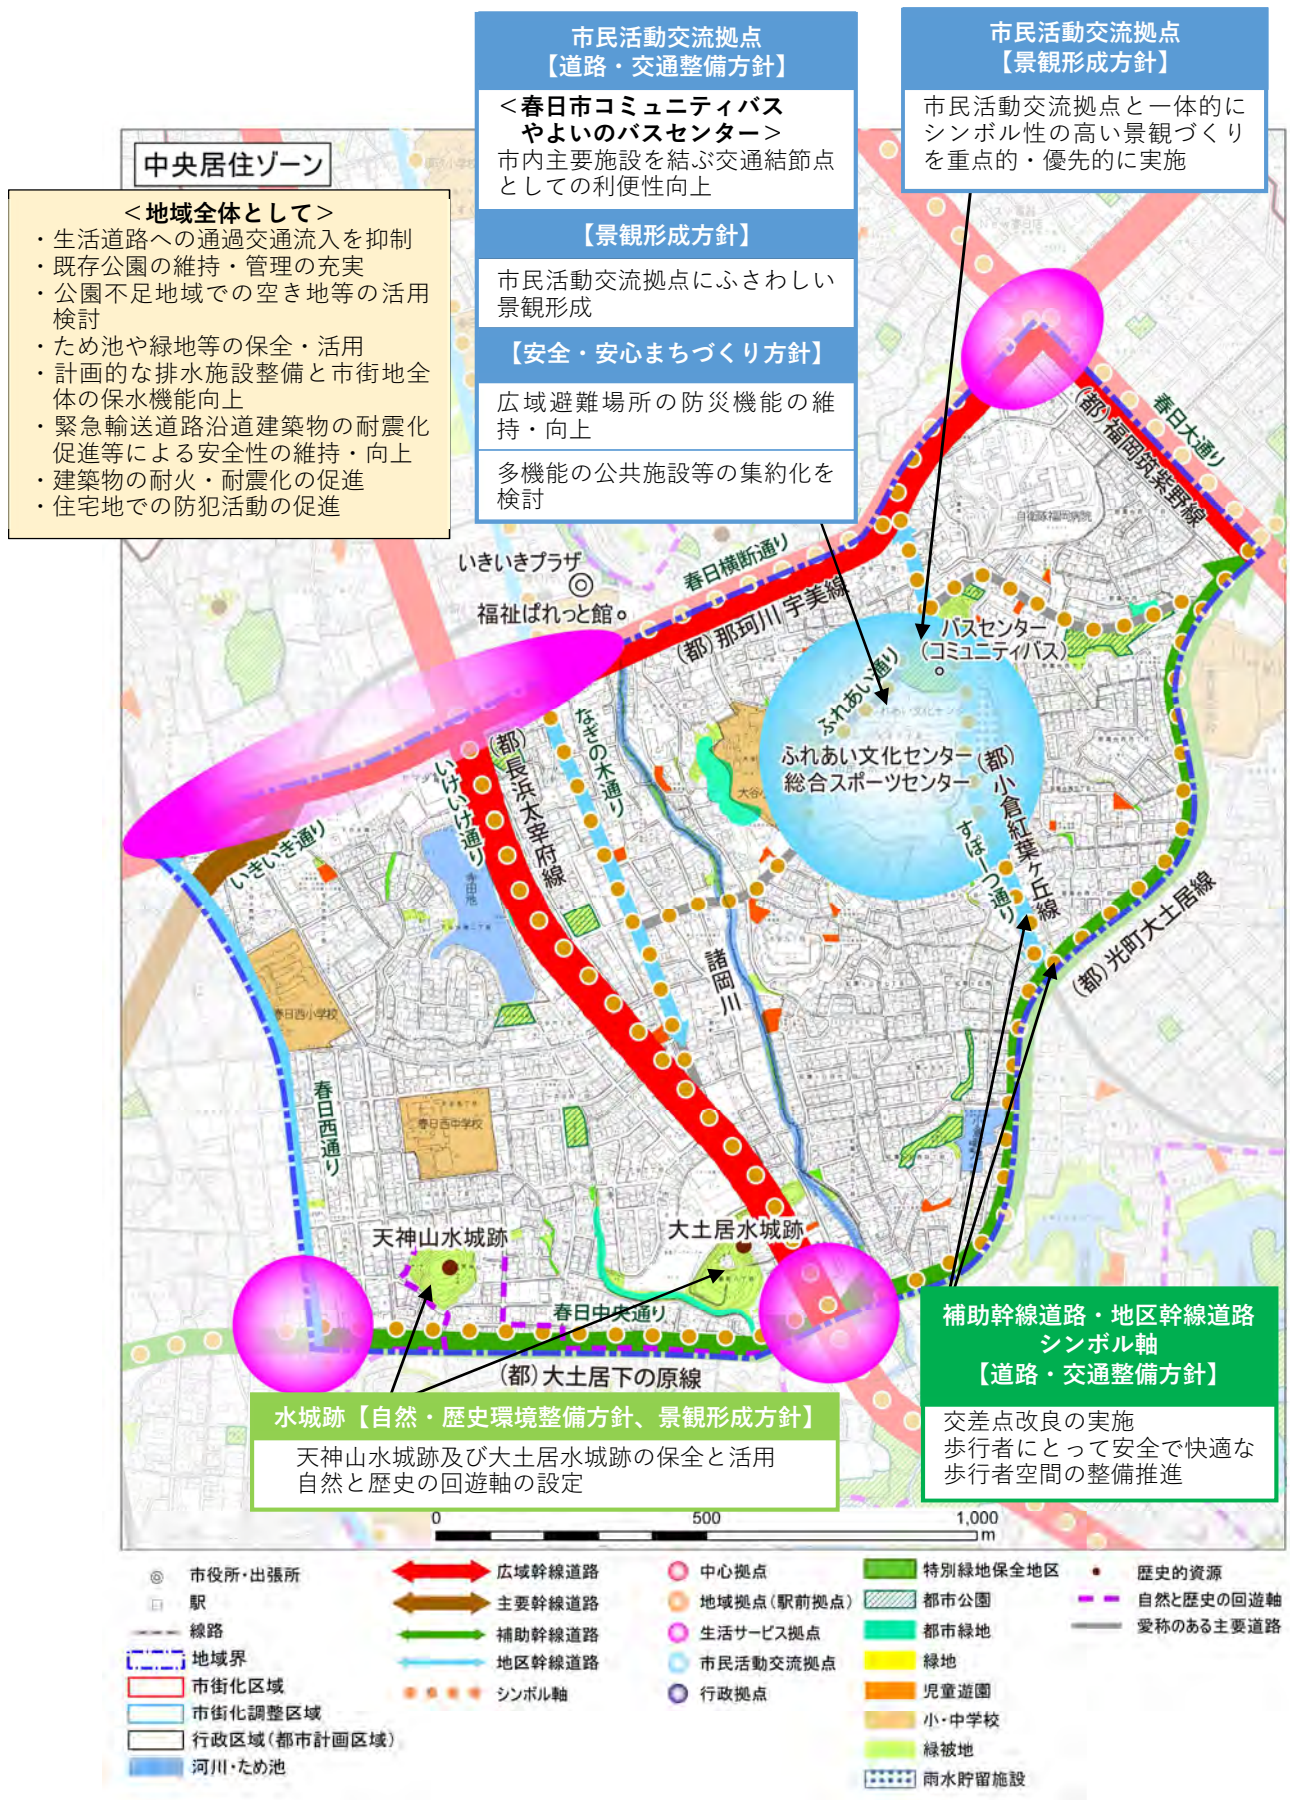 市民活動交流拠点
【道路・交通整備方針】
＜春日市コミュニティバス
やよいのバスセンター＞
市内主要施設を結ぶ交通結節点
としての利便性向上
【景観形成方針】
市民活動交流拠点にふさわしい
景観形成
【安全・安心まちづくり方針】
広域避難場所の防災機能の維
持・向上
多機能の公共施設等の集約化を
検討
市民活動交流拠点
【景観形成方針】
市民活動交流拠点と一体的に
シンボル性の高い景観づくり
を重点的・優先的に実施
中央居住ゾーン
＜地域全体として＞
・生活道路への通過交通流入を抑制
・既存公園の維持・管理の充実
・公園不足地域での空き地等の活用
検討
・ため池や緑地等の保全・活用
・計画的な排水施設整備と市街地全
体の保水機能向上
・緊急輸送道路沿道建築物の耐震化
促進等による安全性の維持・向上
・建築物の耐火・耐震化の促進
・住宅地での防犯活動の促進
春日大通り
(都)福岡筑紫野線
自衛隊福岡病院
いきいきプラザ
福祉ぱれっと館
春日横断通り
(都)那珂川宇美線
バスセンター
(コミュニティバス)
ふれあい通り
ふれあい文化センター
総合スポーツセンター
(都)小倉紅葉ヶ丘線
すぽーつ通り
なぎの木通り
(都)長浜太宰府線
いけいけ通り
いきいき通り
寺田池
大谷小
諸岡川
(都)光町大土居線
春日西小学校
春日西通り
春日西中学校
天神山水城跡
大土居水城跡
春日中央通り
(都)大土居下の原線
水城跡【自然・歴史環境整備方針、景観形成方針】
天神山水城跡及び大土居水城跡の保全と活用
自然と歴史の回遊軸の設定
補助幹線道路・地区幹線道路
シンボル軸
【道路・交通整備方針】
交差点改良の実施
歩行者にとって安全で快適な
歩行者空間の整備推進
0 500 1,000
m
市役所・出張所
駅
線路
地域界
市街化区域
市街化調整区域
行政区域(都市計画区域)
河川・ため池
広域幹線道路
主要幹線道路
補助幹線道路
地区幹線道路
シンボル軸
中心拠点
地域拠点(駅前拠点)
生活サービス拠点
市民活動交流拠点
行政拠点
特別緑地保全地区
都市公園
都市緑地
緑地
児童遊園
小・中学校
緑被地
雨水貯留施設
歴史的資源
自然と歴史の回遊軸
愛称のある主要道路